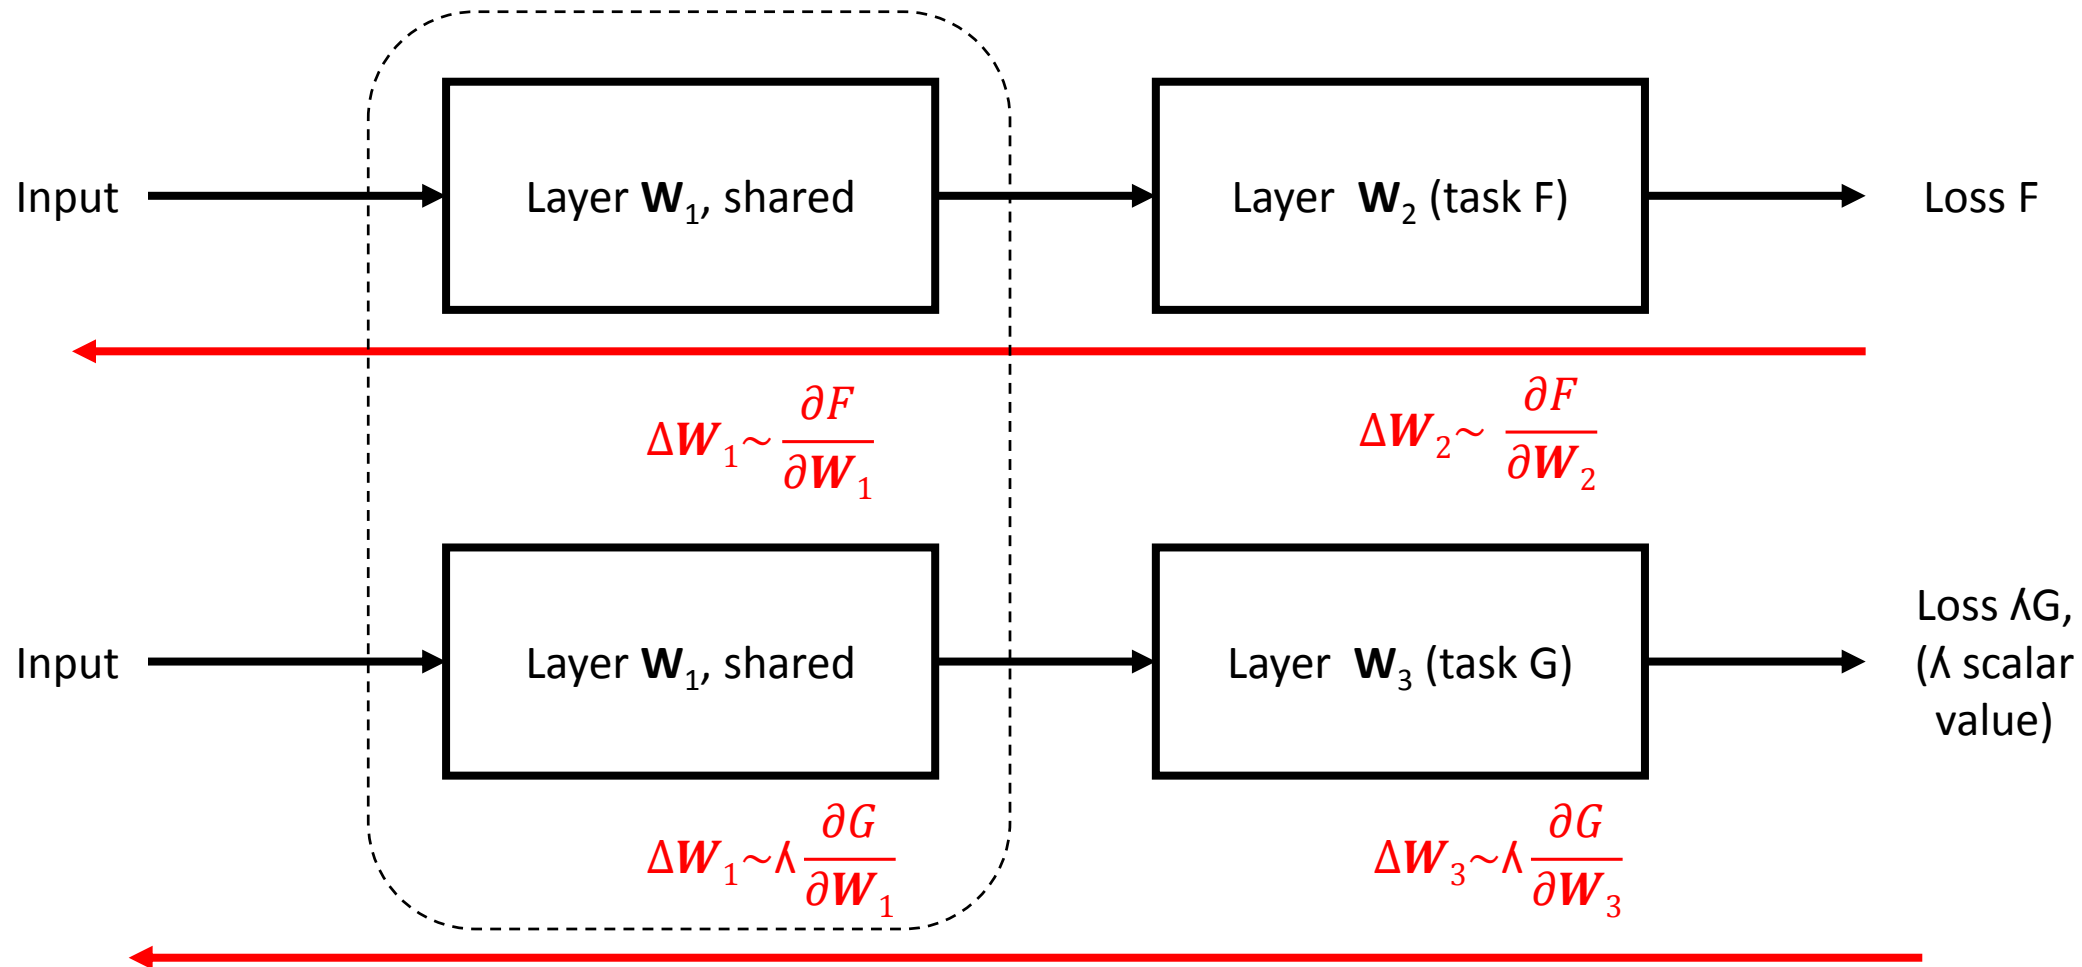 Input
Layer W₁, shared
Layer W₂ (task F)
Loss F
ΔW₁~ ∂F/∂W₁
ΔW₂~ ∂F/∂W₂
Input
Layer W₁, shared
Layer W₃ (task G)
Loss ʎG,
(ʎ scalar
value)
ΔW₁~ʎ ∂G/∂W₁
ΔW₃~ʎ ∂G/∂W₃